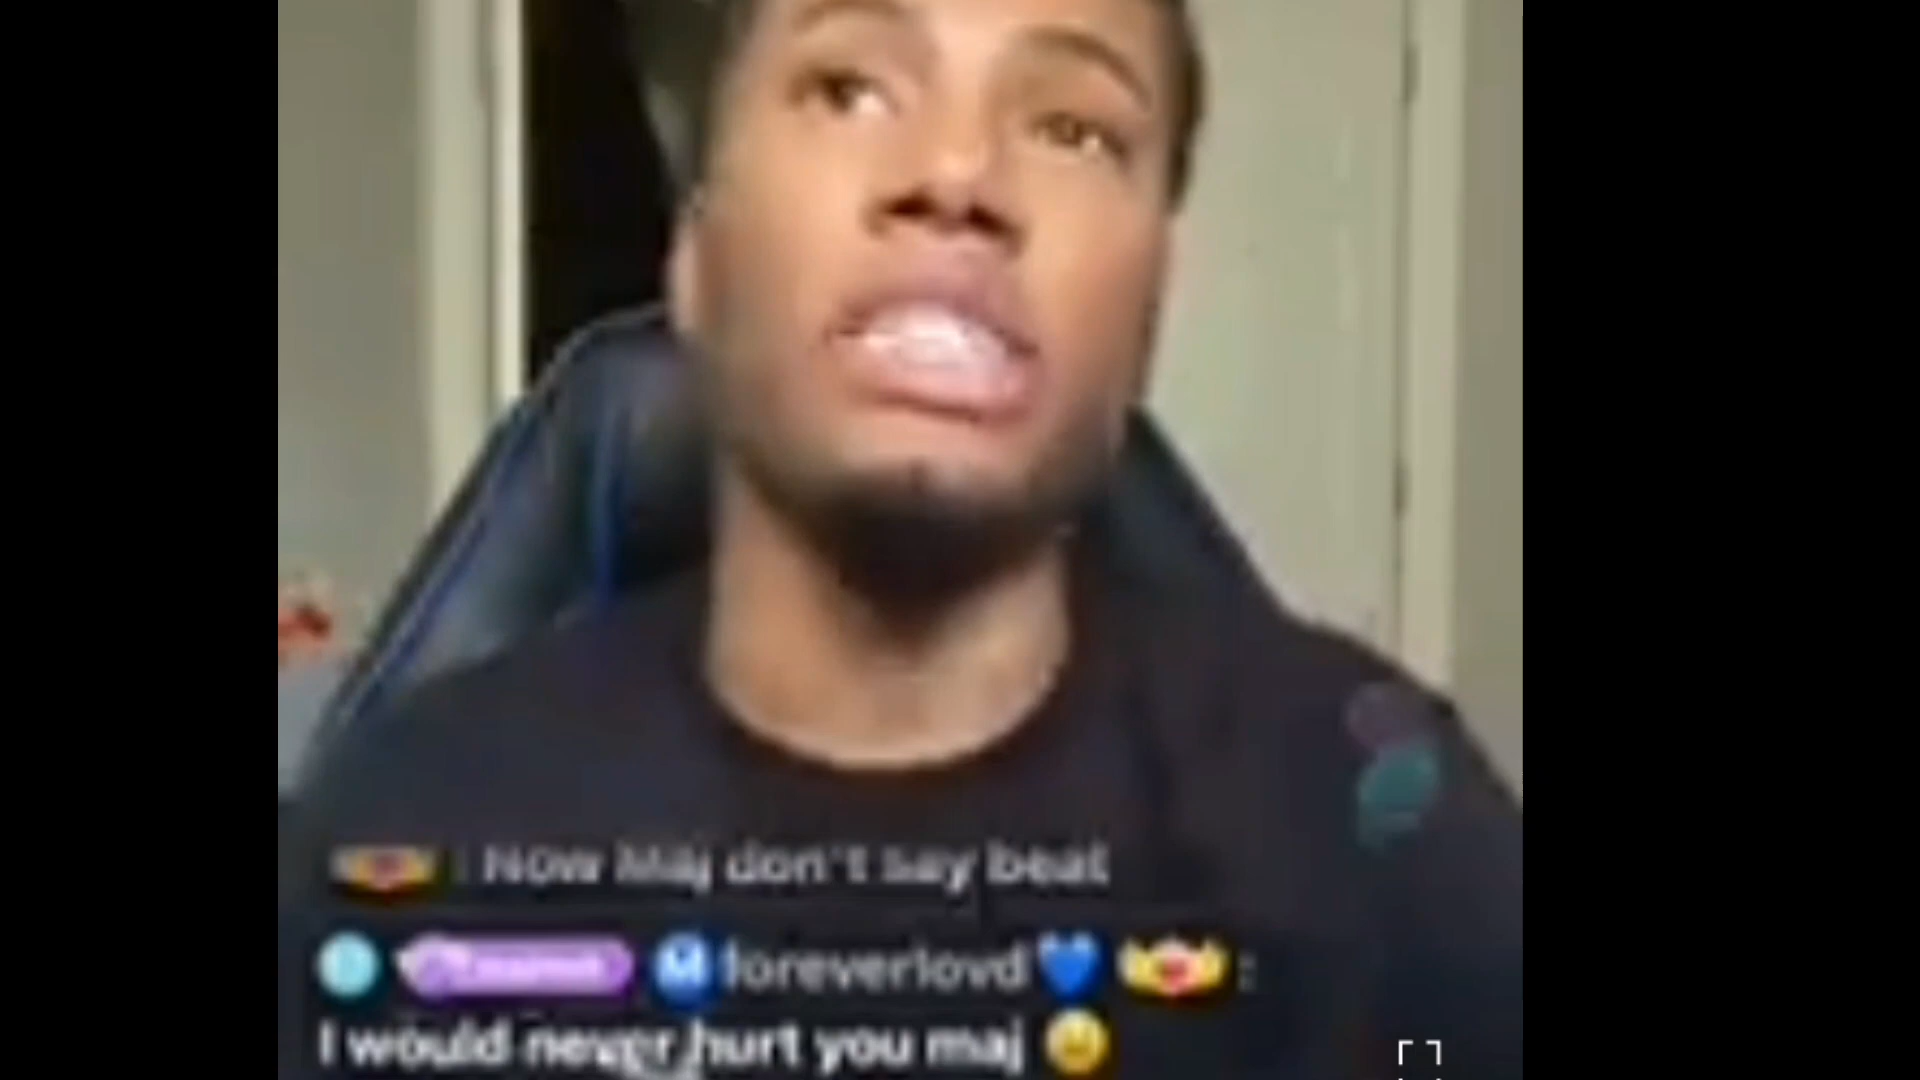 : Now Maj don't say beat
foreverlovd💙 :
I would never hurt you maj 🙂